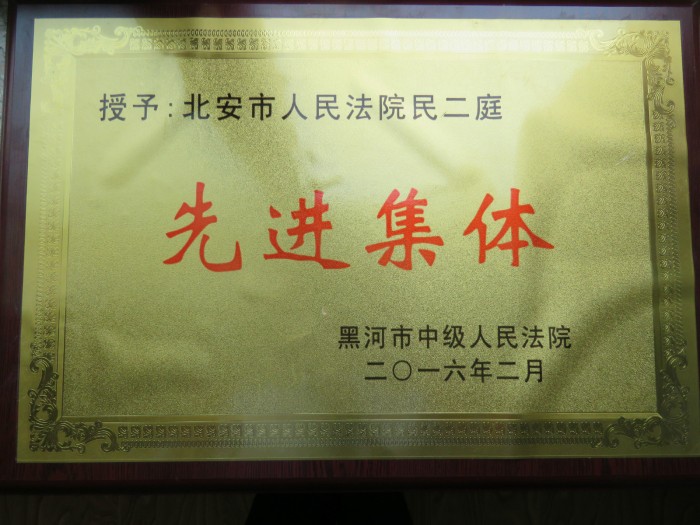 授予:北安市人民法院民二庭
先进集体
黑河市中级人民法院
二〇一六年二月